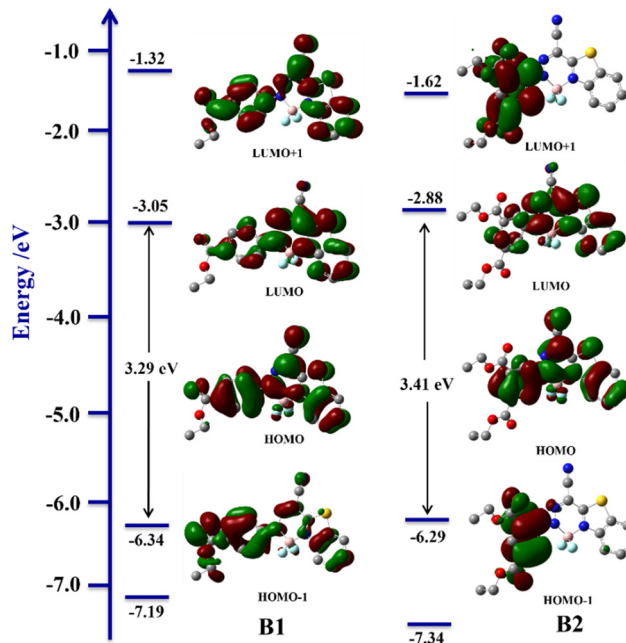 Energy /eV
-1.0
-2.0
-3.0
-4.0
-5.0
-6.0
-7.0
-1.32
LUMO+1
-3.05
LUMO
3.29 eV
HOMO
-6.34
HOMO-1
-7.19
B1
-1.62
LUMO+1
-2.88
LUMO
3.41 eV
HOMO
-6.29
HOMO-1
-7.34
B2